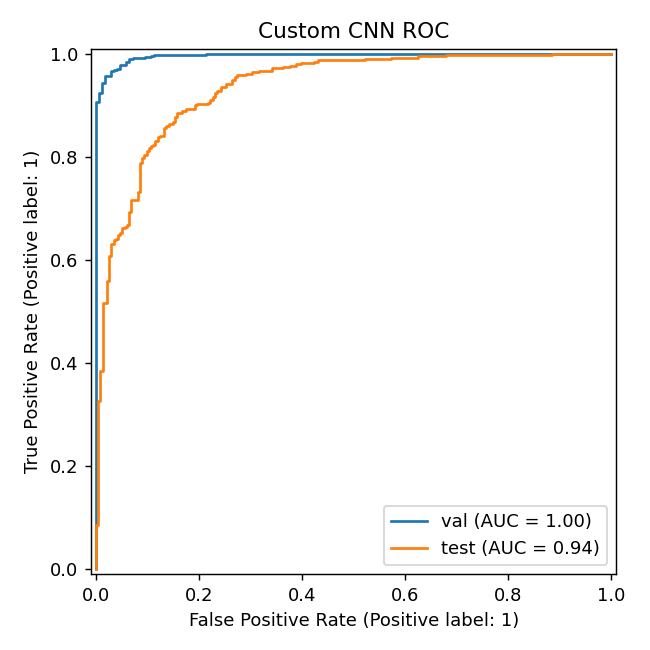 Custom CNN ROC
1.0
0.8
0.6
0.4
0.2
0.0
True Positive Rate (Positive label: 1)
val (AUC = 1.00)
test (AUC = 0.94)
0.0 0.2 0.4 0.6 0.8 1.0
False Positive Rate (Positive label: 1)